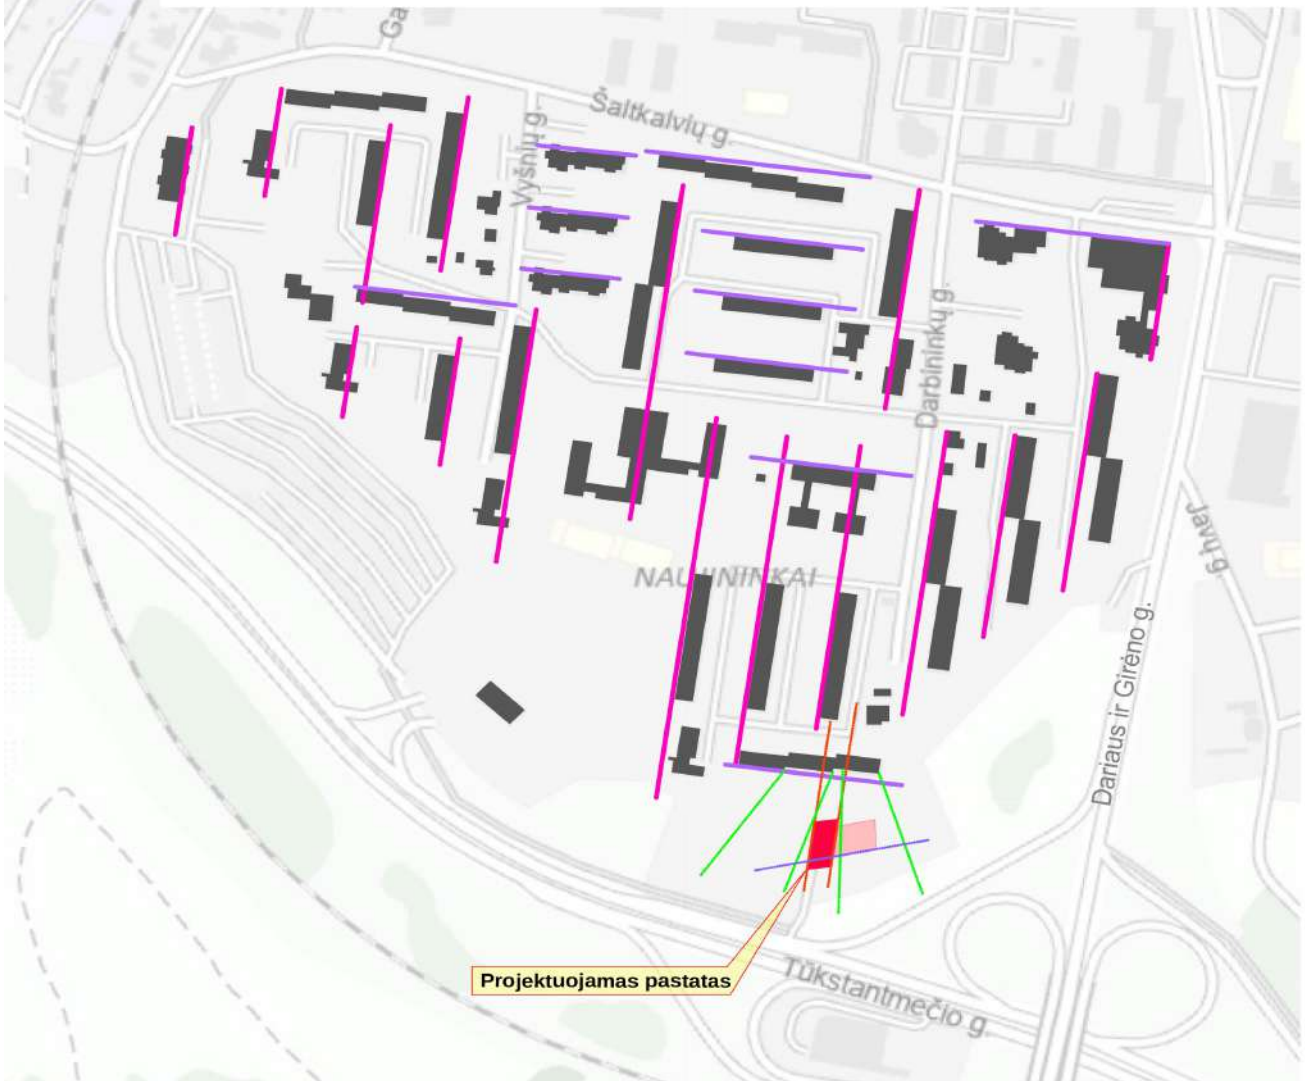 Ga
Šaltkalvių g.
Vyšnių g.
Darbininkų g.
NAUJININKAI
Javų g.
Dariaus ir Girėno g.
Projektuojamas pastatas
Tūkstantmečio g.